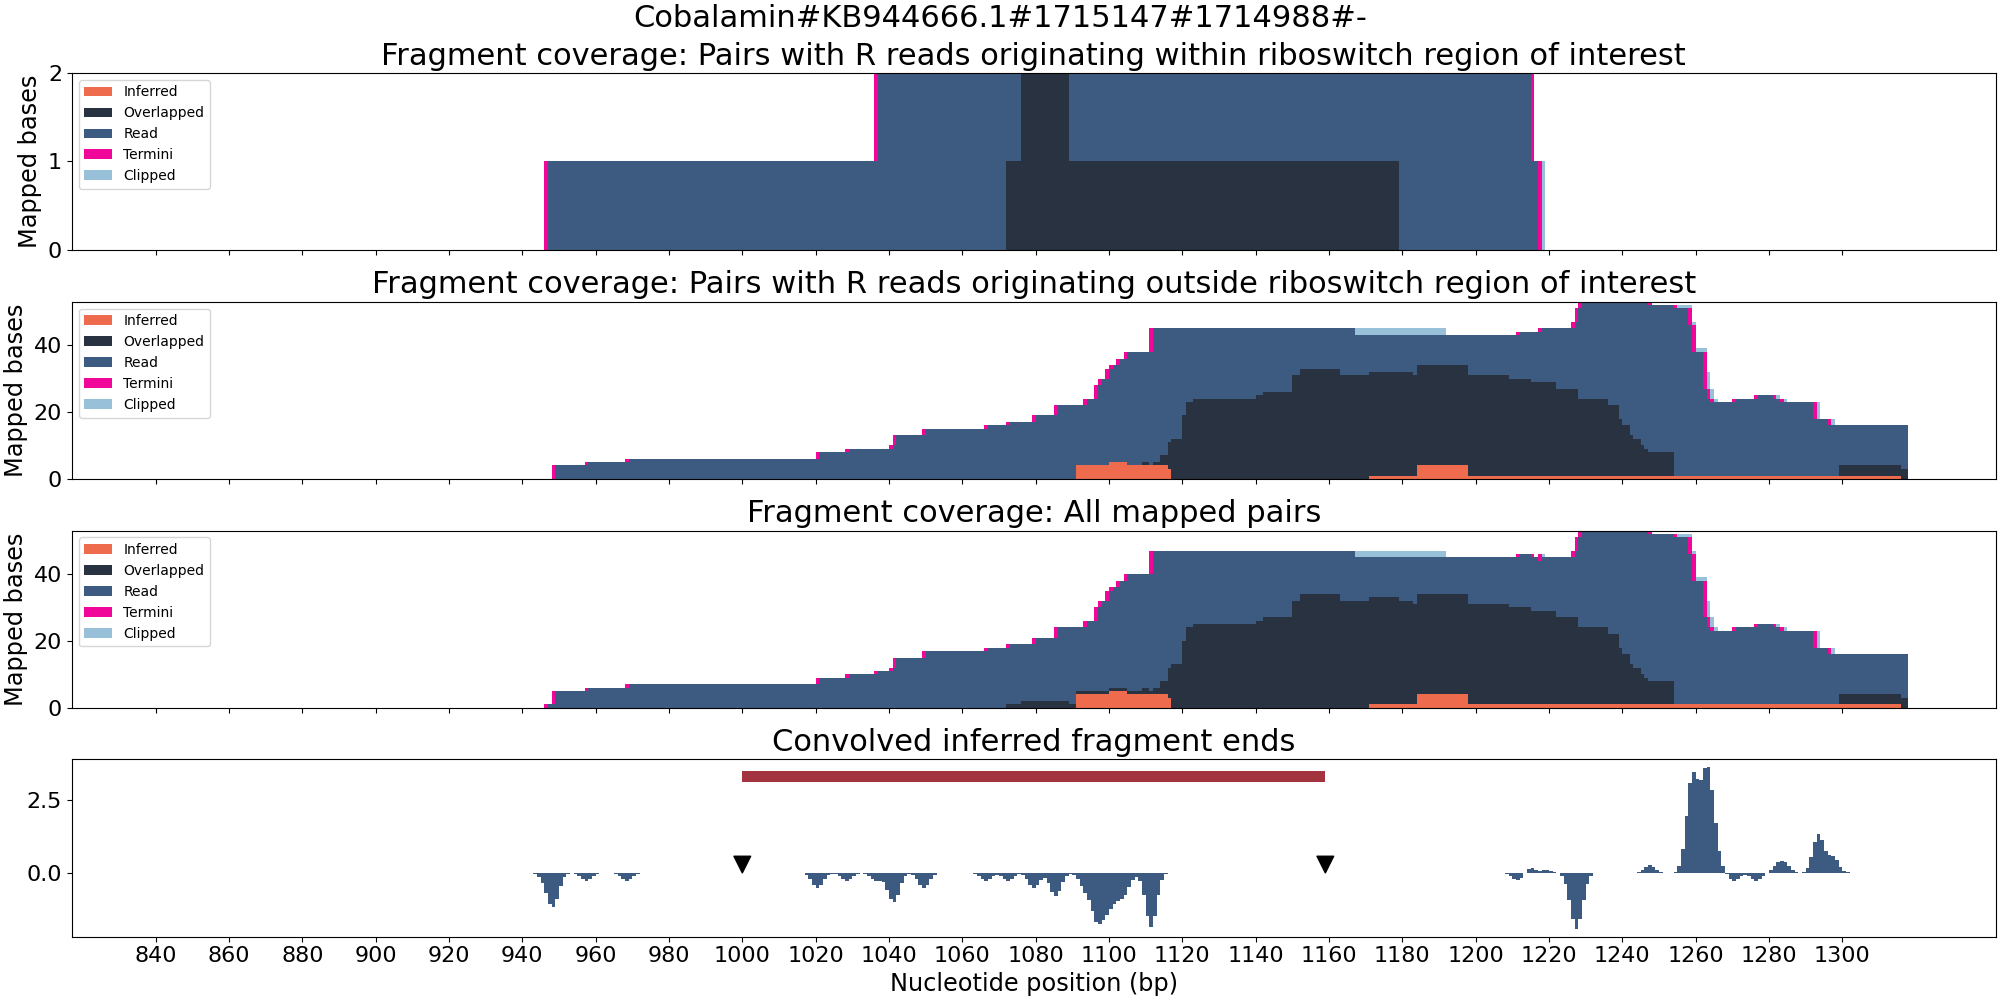 Cobalamin#KB944666.1#1715147#1714988#-
Fragment coverage: Pairs with R reads originating within riboswitch region of interest
Mapped bases
2
1
0
Inferred
Overlapped
Read
Termini
Clipped
Fragment coverage: Pairs with R reads originating outside riboswitch region of interest
Mapped bases
40
20
0
Inferred
Overlapped
Read
Termini
Clipped
Fragment coverage: All mapped pairs
Mapped bases
40
20
0
Inferred
Overlapped
Read
Termini
Clipped
Convolved inferred fragment ends
2.5
0.0
840 860 880 900 920 940 960 980 1000 1020 1040 1060 1080 1100 1120 1140 1160 1180 1200 1220 1240 1260 1280 1300
Nucleotide position (bp)